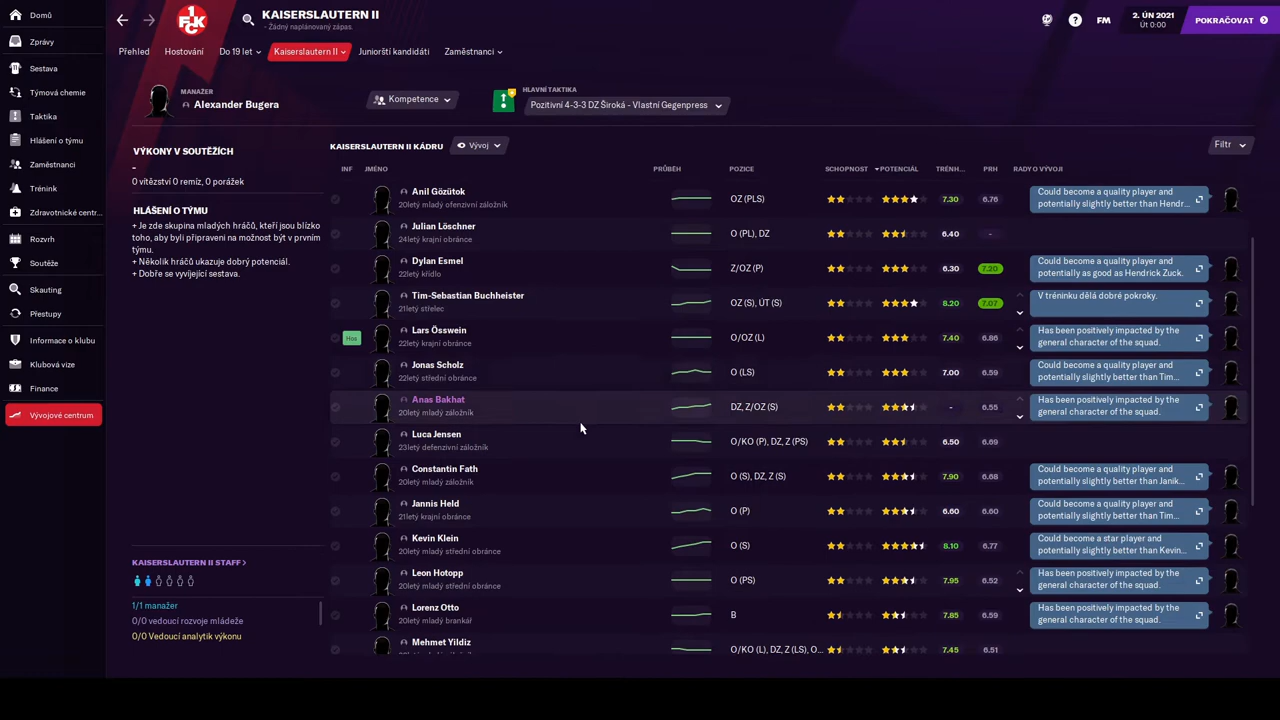 Domů
Zprávy
Sestava
Týmová chemie
Taktika
Hlášení o týmu
Zaměstnanci
Trénink
Zdravotnické centr...
Rozvrh
Soutěže
Skauting
Přestupy
Informace o klubu
Klubová vize
Finance
Vývojové centrum
1
FCK
KAISERSLAUTERN II
- Žádný naplánovaný zápas.
FM
2. ÚN 2021
Út 0:00
POKRAČOVAT
Přehled Hostování Do 19 let Kaiserslautern II Juniorští kandidáti Zaměstnanci
MANAŽER
Alexander Bugera
Kompetence
HLAVNÍ TAKTIKA
Pozitivní 4-3-3 DZ Široká - Vlastní Gegenpress
VÝKONY V SOUTĚŽÍCH
-
0 vítězství 0 remíz, 0 porážek
HLÁŠENÍ O TÝMU
+ Je zde skupina mladých hráčů, kteří jsou blízko
toho, aby byli připraveni na možnost být v prvním
týmu.
+ Několik hráčů ukazuje dobrý potenciál.
+ Dobře se vyvíjející sestava.
KAISERSLAUTERN II STAFF >
1/1 manažer
0/0 vedoucí rozvoje mládeže
0/0 Vedoucí analytik výkonu
KAISERSLAUTERN II KÁDRU Vývoj Filtr
INF JMÉNO PRŮBĚH POZICE SCHOPNOST POTENCIÁL TRÉNH... PRH RADY O VÝVOJI
Anil Gözütok
20letý mladý ofenzivní záložník
OZ (PLS) 7.30 6.76
Could become a quality player and
potentially slightly better than Hendr...
Julian Löschner
24letý krajní obránce
O (PL), DZ 6.40 -
Dylan Esmel
22letý křídlo
Z/OZ (P) 6.30 7.20
Could become a quality player and
potentially as good as Hendrick Zuck.
Tim-Sebastian Buchheister
21letý střelec
OZ (S), ÚT (S) 8.20 7.07
V tréninku dělá dobré pokroky.
Hos
Lars Össwein
22letý krajní obránce
O/OZ (L) 7.40 6.86
Has been positively impacted by the
general character of the squad.
Jonas Scholz
22letý střední obránce
O (LS) 7.00 6.59
Could become a quality player and
potentially slightly better than Tim...
Anas Bakhat
20letý mladý záložník
DZ, Z/OZ (S) - 6.55
Has been positively impacted by the
general character of the squad.
Luca Jensen
23letý defenzivní záložník
O/KO (P), DZ, Z (PS) 6.50 6.69
Constantin Fath
20letý mladý záložník
O (S), DZ, Z (S) 7.90 6.68
Could become a quality player and
potentially slightly better than Janik...
Jannis Held
21letý krajní obránce
O (P) 6.60 6.60
Could become a quality player and
potentially slightly better than Tim...
Kevin Klein
20letý mladý střední obránce
O (S) 8.10 6.77
Could become a star player and
potentially slightly better than Kevin...
Leon Hotopp
20letý mladý střední obránce
O (PS) 7.95 6.52
Has been positively impacted by the
general character of the squad.
Lorenz Otto
20letý mladý brankář
B 7.85 6.59
Has been positively impacted by the
general character of the squad.
Mehmet Yildiz
O/KO (L), DZ, Z (LS), O... 7.45 6.51